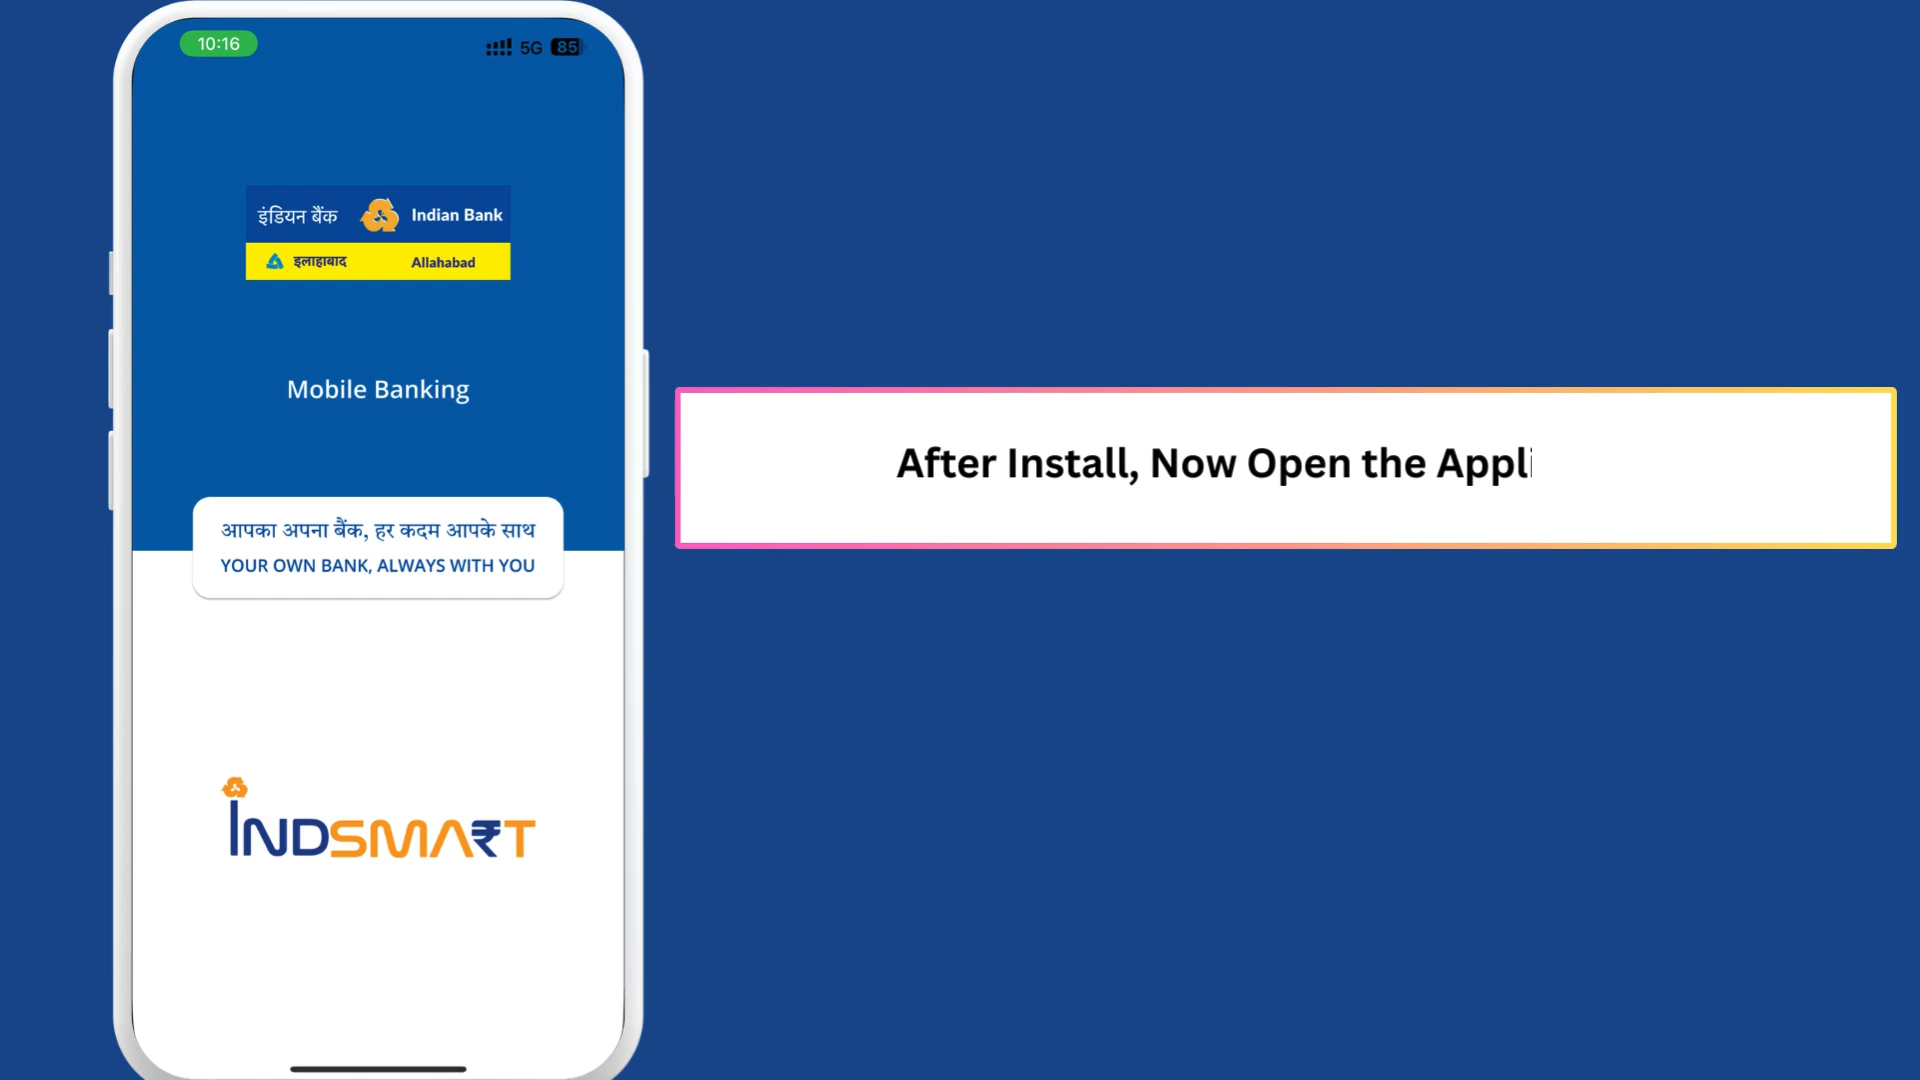 10:16 5G 85
इंडियन बैंक Indian Bank
इलाहाबाद Allahabad
Mobile Banking
आपका अपना बैंक, हर कदम आपके साथ
YOUR OWN BANK, ALWAYS WITH YOU
INDSMART
After Install, Now Open the Appli